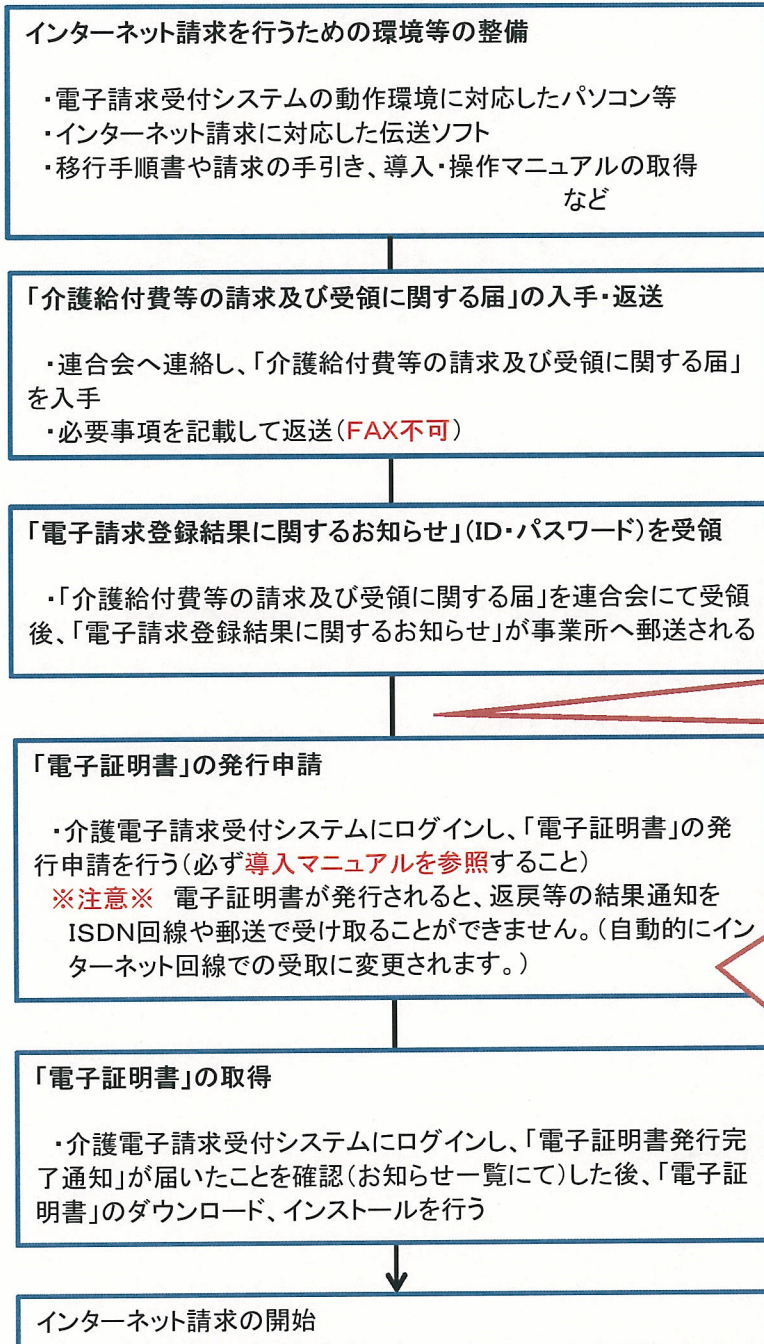 インターネット請求を行うための環境等の整備
・電子請求受付システムの動作環境に対応したパソコン等
・インターネット請求に対応した伝送ソフト
・移行手順書や請求の手引き、導入・操作マニュアルの取得
など
「介護給付費等の請求及び受領に関する届」の入手・返送
・連合会へ連絡し、「介護給付費等の請求及び受領に関する届」
を入手
・必要事項を記載して返送(FAX不可)
「電子請求登録結果に関するお知らせ」(ID・パスワード)を受領
・「介護給付費等の請求及び受領に関する届」を連合会にて受領
後、「電子請求登録結果に関するお知らせ」が事業所へ郵送される
「電子証明書」の発行申請
・介護電子請求受付システムにログインし、「電子証明書」の発
行申請を行う(必ず導入マニュアルを参照すること)
※注意※ 電子証明書が発行されると、返戻等の結果通知を
ISDN回線や郵送で受け取ることができません。(自動的にイン
ターネット回線での受取に変更されます。)
「電子証明書」の取得
・介護電子請求受付システムにログインし、「電子証明書発行完
了通知」が届いたことを確認(お知らせ一覧にて)した後、「電子証
明書」のダウンロード、インストールを行う
インターネット請求の開始